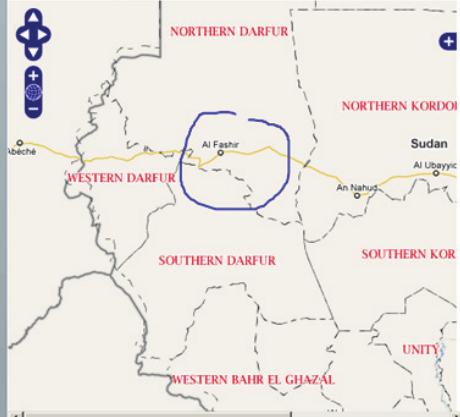 NORTHERN DARFUR
NORTHERN KORDO
Sudan
Al Fashir
Abéché
Al Ubayyic
WESTERN DARFUR
An Nahud
SOUTHERN DARFUR
SOUTHERN KOR
UNITY
WESTERN BAHR EL GHAZAL